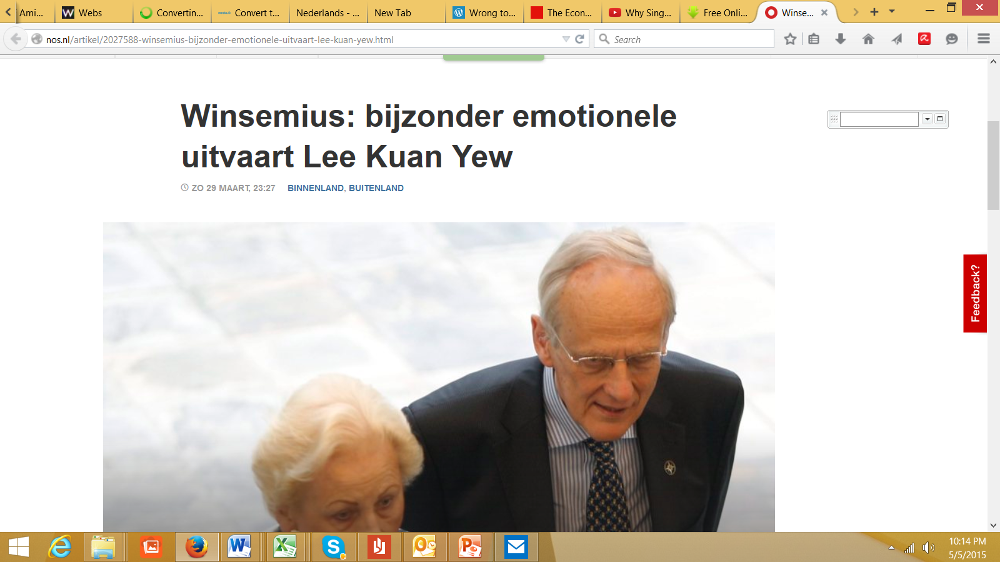 Ami...
Webs
Convertin...
Convert t...
Nederlands - ...
New Tab
Wrong to...
The Econ...
Why Sing...
Free Onli...
Winse...
nos.nl/artikel/2027588-winsemius-bijzonder-emotionele-uitvaart-lee-kuan-yew.html
Search
Winsemius: bijzonder emotionele
uitvaart Lee Kuan Yew
ZO 29 MAART, 23:27 BINNENLAND, BUITENLAND
Feedback?
10:14 PM
5/5/2015